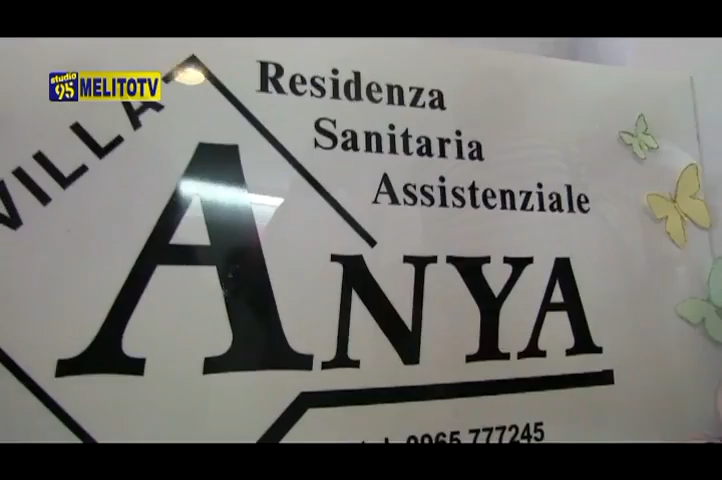 studio
95 MELITOTV
VILLA
Residenza
Sanitaria
Assistenziale
ANYA
0965 777245